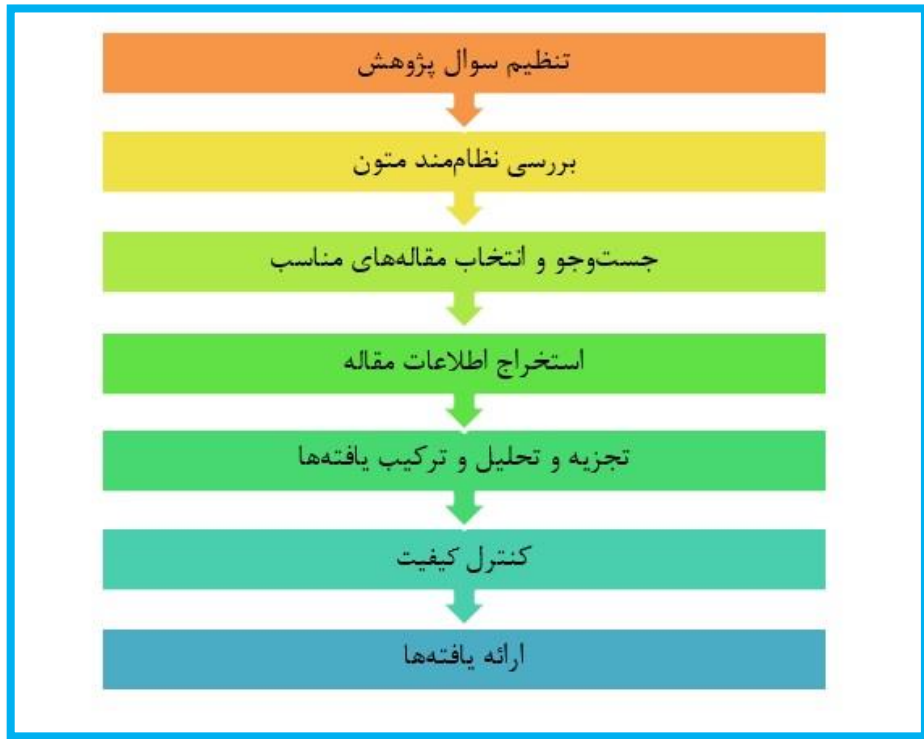 تنظیم سوال پژوهش
بررسی نظام‌مند متون
جست‌وجو و انتخاب مقاله‌های مناسب
استخراج اطلاعات مقاله
تجزیه و تحلیل و ترکیب یافته‌ها
کنترل کیفیت
ارائه یافته‌ها